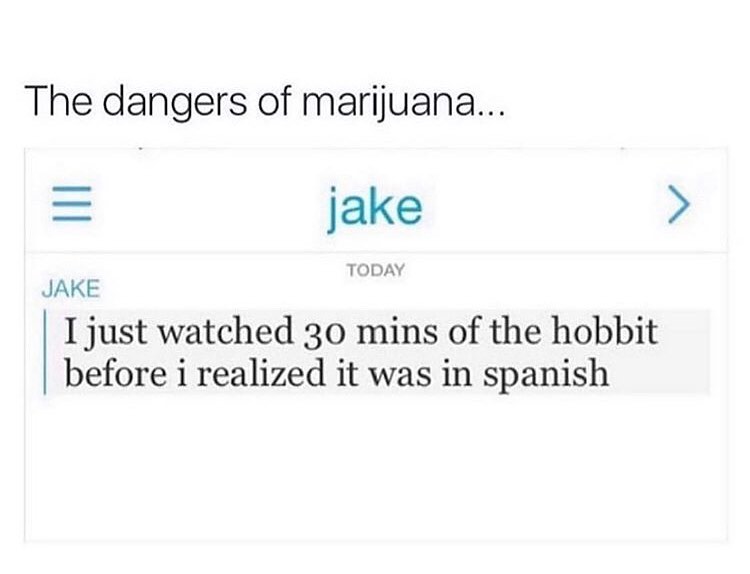 The dangers of marijuana...
jake
TODAY
JAKE
I just watched 30 mins of the hobbit
before i realized it was in spanish